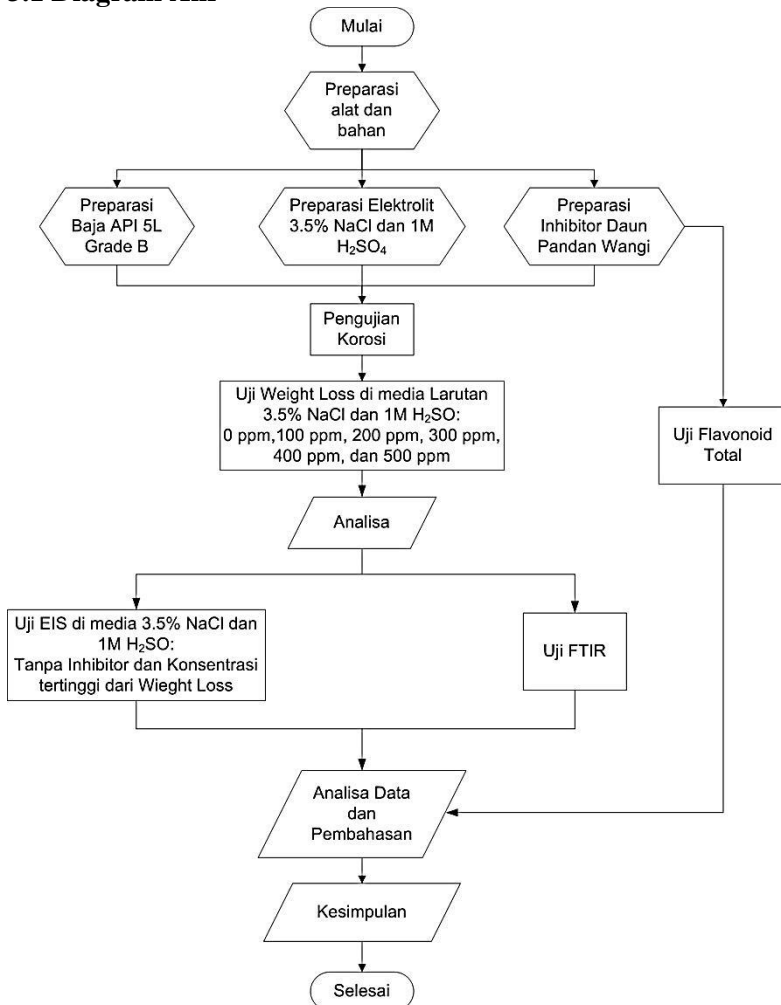 Mulai
Preparasi
alat dan
bahan
Preparasi
Baja API 5L
Grade B
Preparasi Elektrolit
3.5% NaCl dan 1M
H₂SO₄
Preparasi
Inhibitor Daun
Pandan Wangi
Pengujian
Korosi
Uji Weight Loss di media Larutan
3.5% NaCl dan 1M H₂SO:
0 ppm,100 ppm, 200 ppm, 300 ppm,
400 ppm, dan 500 ppm
Uji Flavonoid
Total
Analisa
Uji EIS di media 3.5% NaCl dan
1M H₂SO:
Tanpa Inhibitor dan Konsentrasi
tertinggi dari Wieght Loss
Uji FTIR
Analisa Data
dan
Pembahasan
Kesimpulan
Selesai